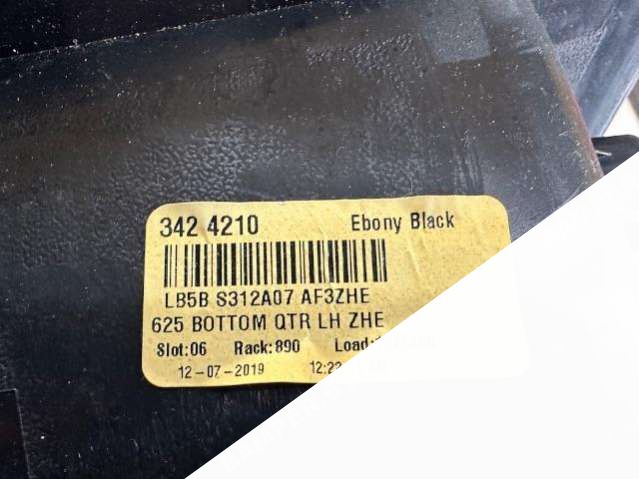 342 4210 Ebony Black
LB5B S312A07 AF3ZHE
625 BOTTOM QTR LH ZHE
Slot:06 Rack:890 Load:
12-07-2019